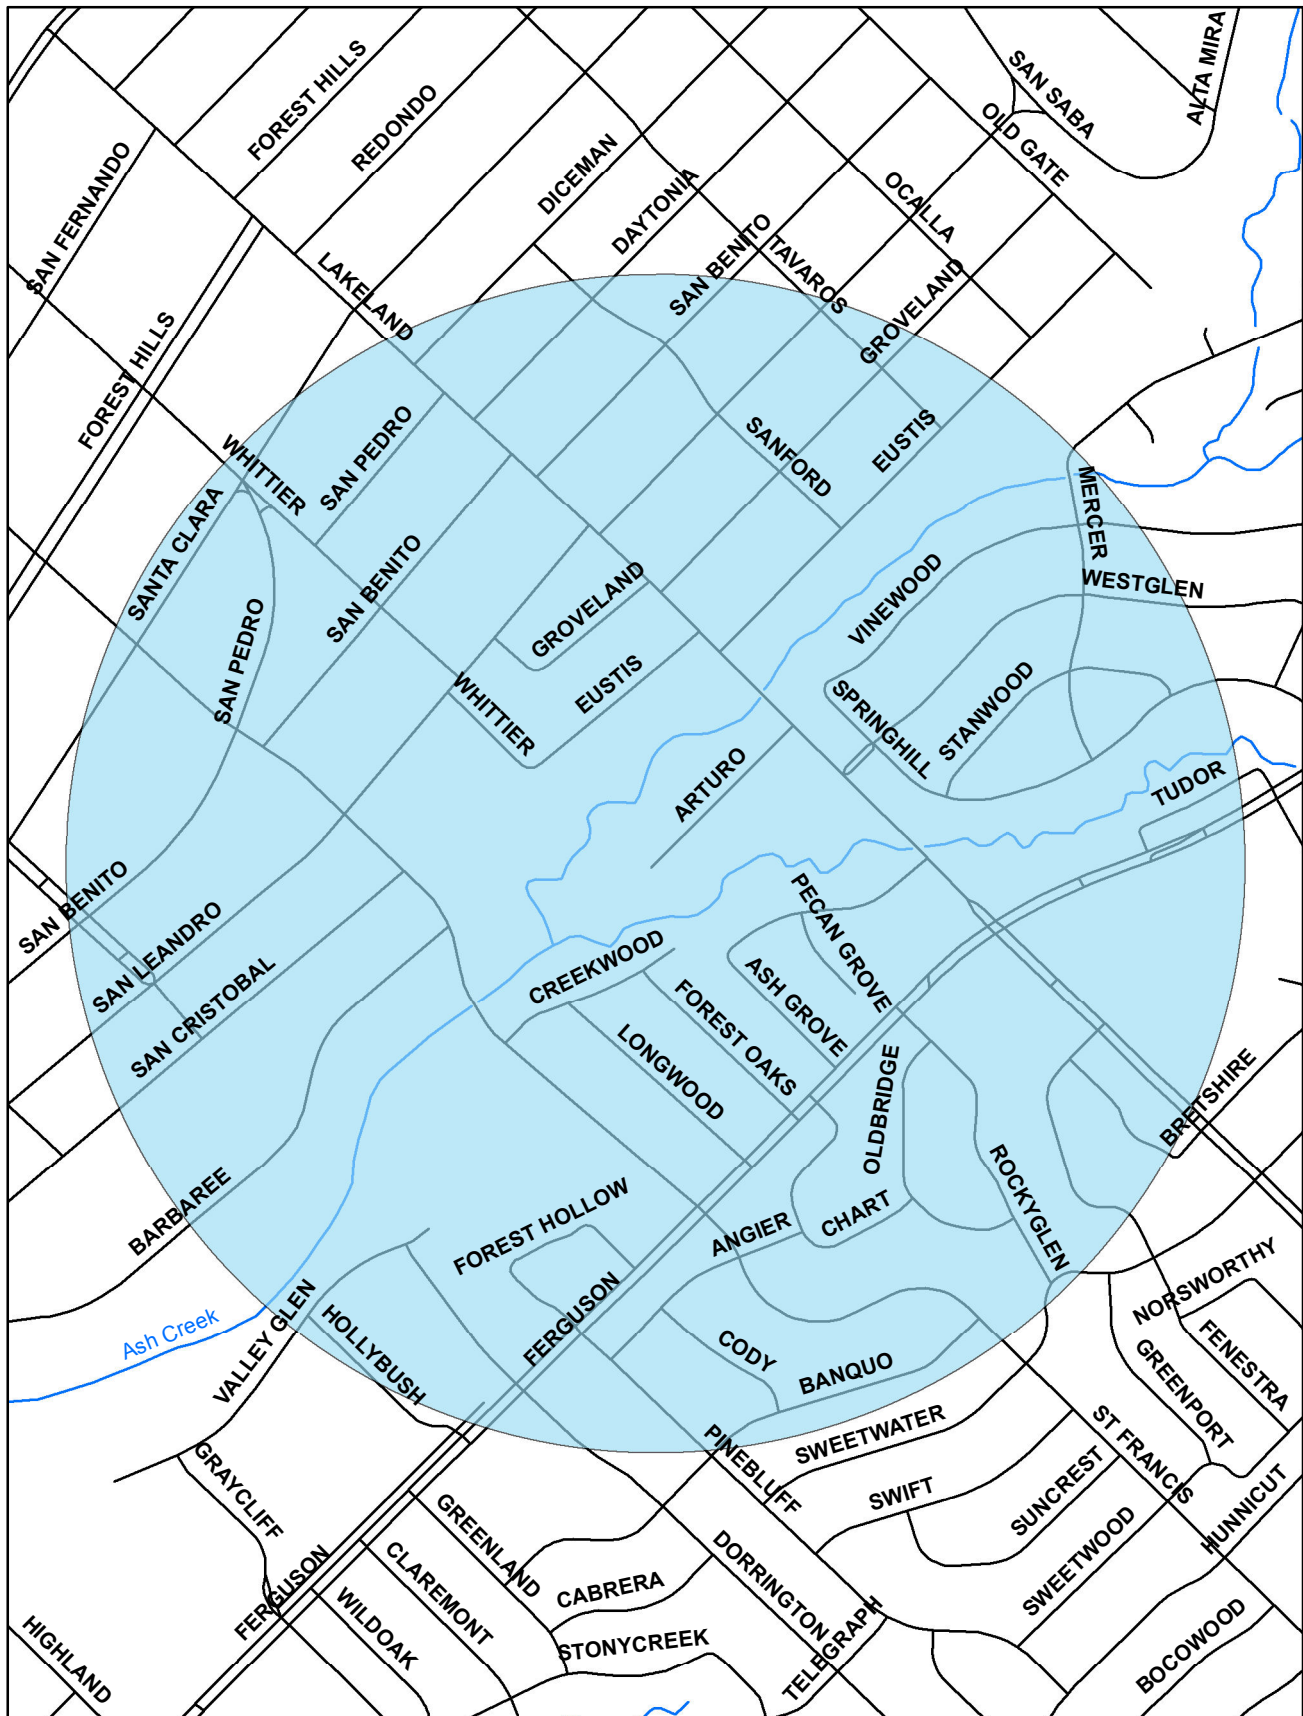 ALTA MIRA
SAN SABA
FOREST HILLS
REDONDO
OLD GATE
SAN FERNANDO
DICEMAN
DAYTONIA
OCALLA
SAN BENITO
TAVAROS
LAKELAND
GROVELAND
FOREST HILLS
WHITTIER
SAN PEDRO
SANFORD
EUSTIS
MERCER
SANTA CLARA
SAN BENITO
GROVELAND
VINEWOOD
WESTGLEN
SAN PEDRO
EUSTIS
WHITTIER
SPRINGHILL
STANWOOD
ARTURO
TUDOR
SAN BENITO
SAN LEANDRO
SAN CRISTOBAL
CREEKWOOD
PECAN GROVE
ASH GROVE
FOREST OAKS
LONGWOOD
OLDBRIDGE
BRETSHIRE
ROCKYGLEN
BARBAREE
FOREST HOLLOW
ANGIER
CHART
NORSWORTHY
Ash Creek
VALLEY GLEN
HOLLYBUSH
FERGUSON
CODY
BANQUO
FENESTRA
GREENPORT
SWEETWATER
PINEBLUFF
ST FRANCIS
GRAYCLIFF
SWIFT
SUNCREST
HUNNICUT
GREENLAND
SWEETWOOD
FERGUSON
CLAREMONT
CABRERA
DORRINGTON
WILDOAK
STONYCREEK
TELEGRAPH
BOCOWOOD
HIGHLAND